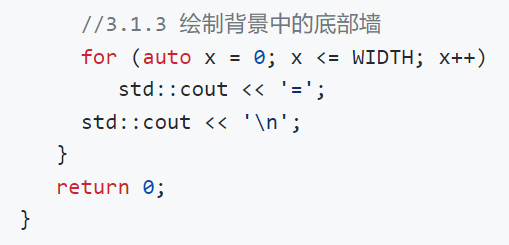 //3.1.3 绘制背景中的底部墙
for (auto x = 0; x <= WIDTH; x++)
std::cout << '=';
std::cout << '\n';
}
return 0;
}